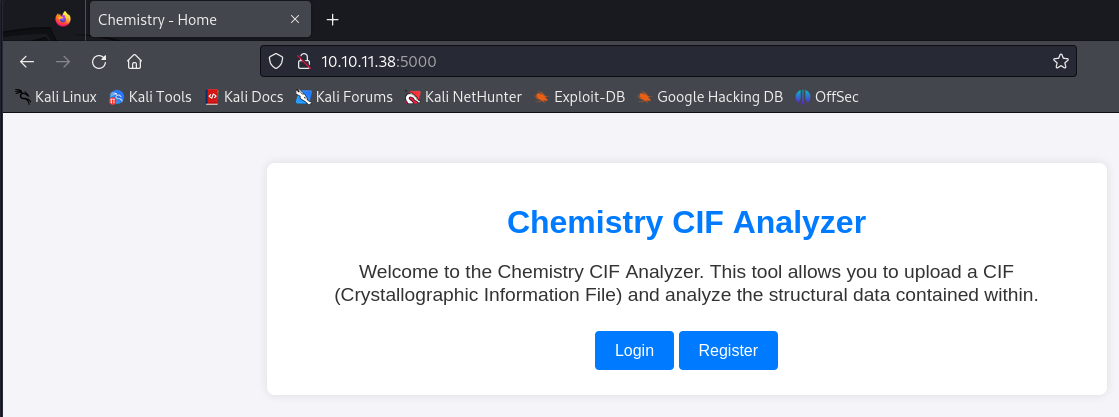 Chemistry - Home
10.10.11.38:5000
Kali Linux Kali Tools Kali Docs Kali Forums Kali NetHunter Exploit-DB Google Hacking DB OffSec
Chemistry CIF Analyzer
Welcome to the Chemistry CIF Analyzer. This tool allows you to upload a CIF
(Crystallographic Information File) and analyze the structural data contained within.
Login Register